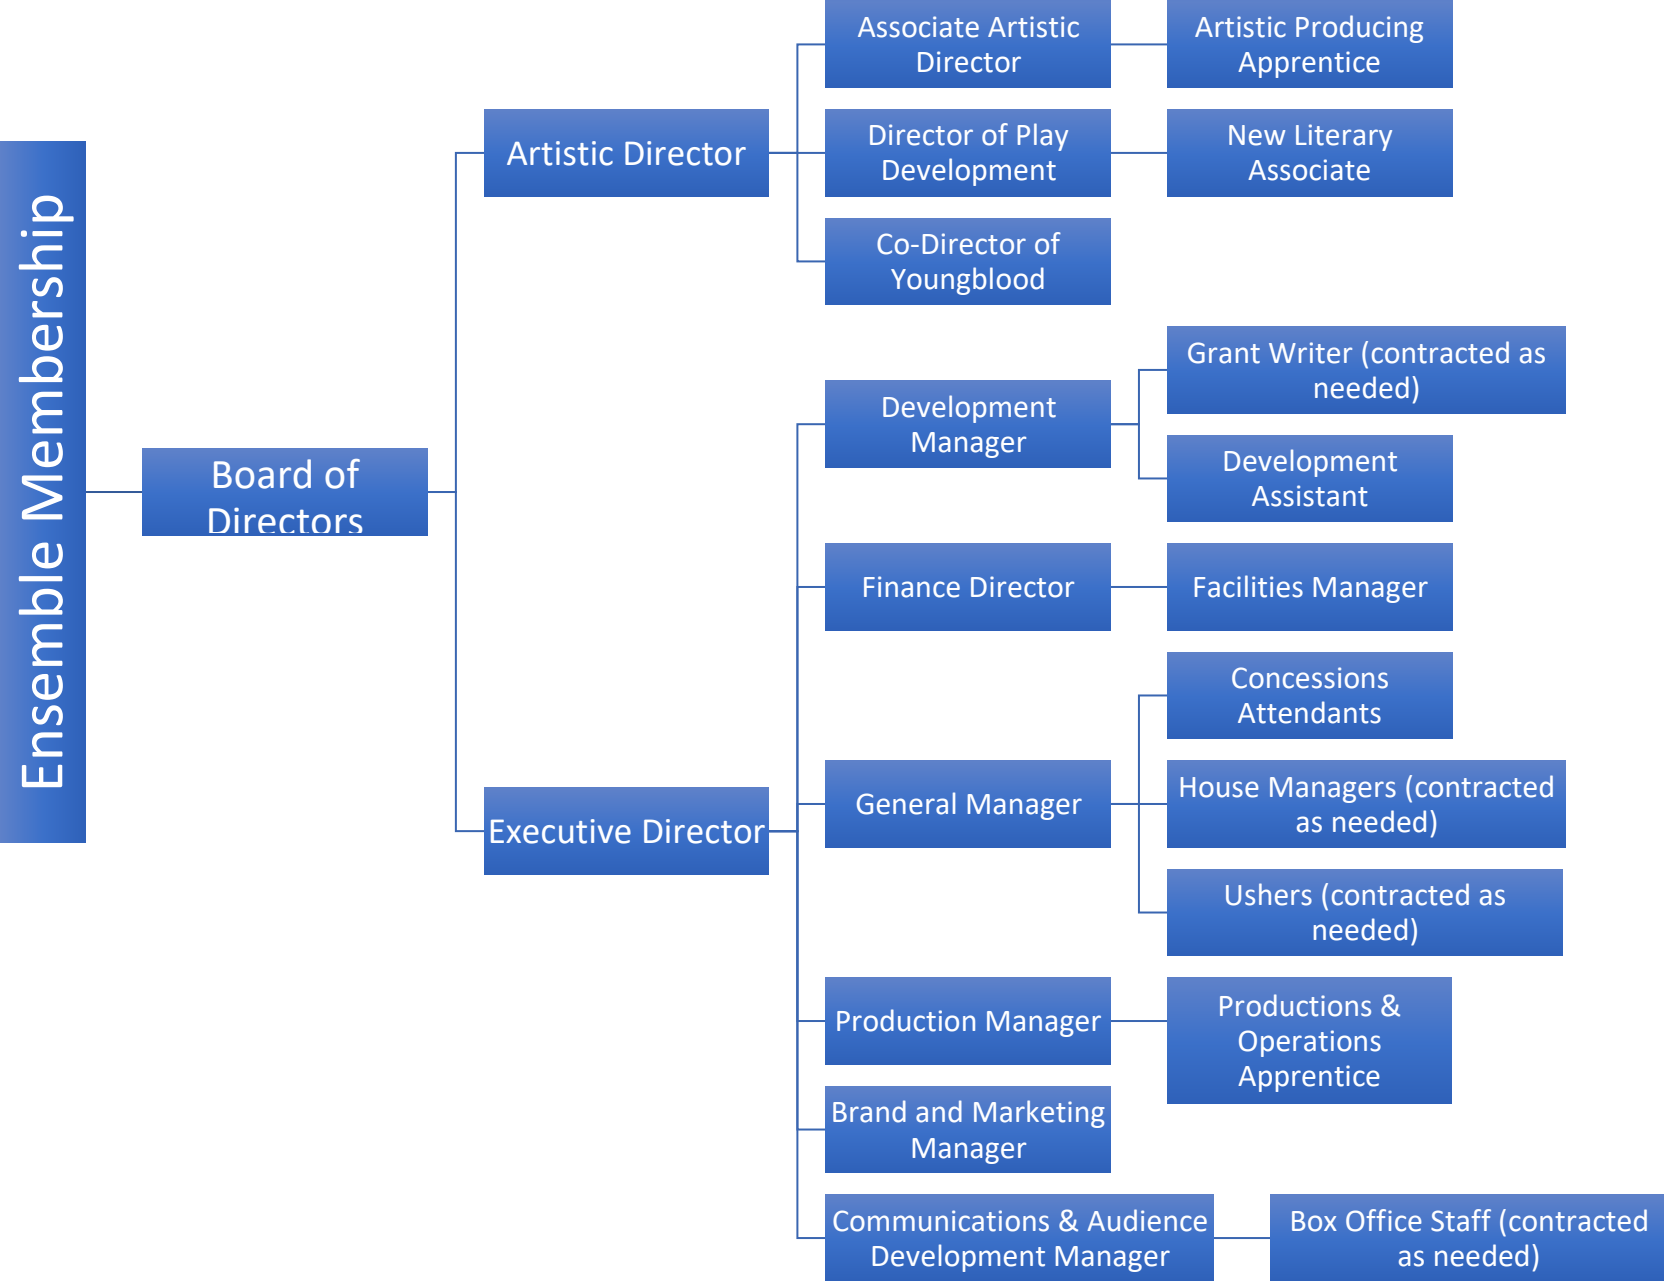 Ensemble Membership
Board of
Directors
Artistic Director
Associate Artistic
Director
Artistic Producing
Apprentice
Director of Play
Development
New Literary
Associate
Co-Director of
Youngblood
Executive Director
Development
Manager
Grant Writer (contracted as
needed)
Development
Assistant
Finance Director
Facilities Manager
General Manager
Concessions
Attendants
House Managers (contracted
as needed)
Ushers (contracted as
needed)
Production Manager
Productions &
Operations
Apprentice
Brand and Marketing
Manager
Communications & Audience
Development Manager
Box Office Staff (contracted
as needed)